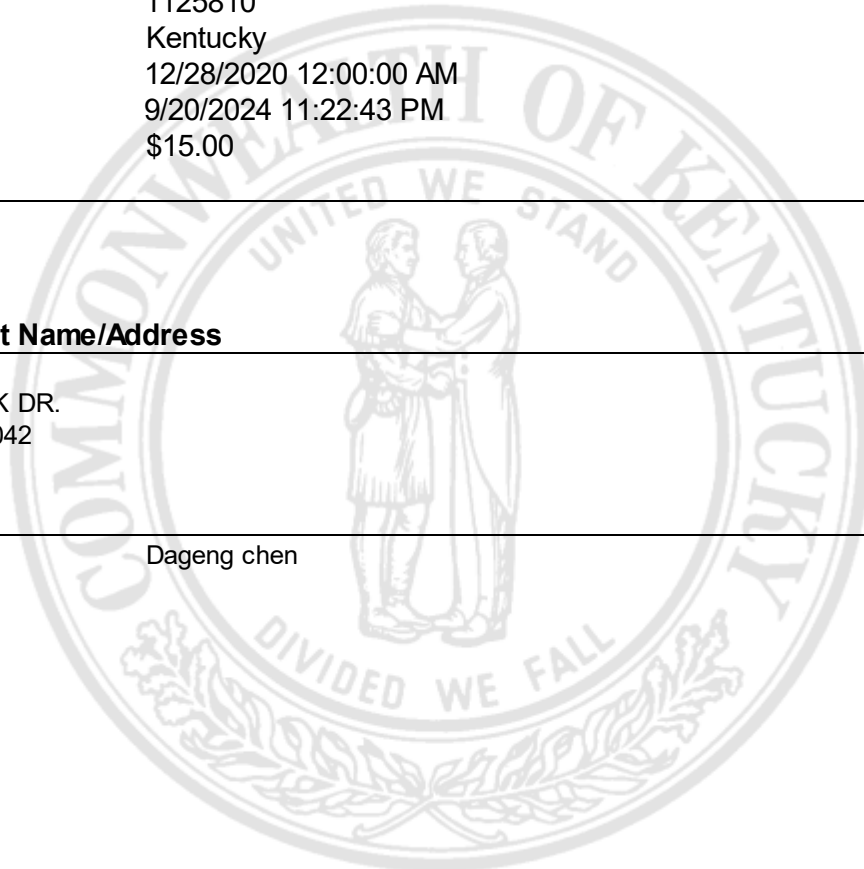 1125810
Kentucky
12/28/2020 12:00:00 AM
9/20/2024 11:22:43 PM
$15.00
COMMONWEALTH OF KENTUCKY
UNITED WE STAND
t Name/Address
K DR.
042
Dageng chen
DIVIDED WE FALL